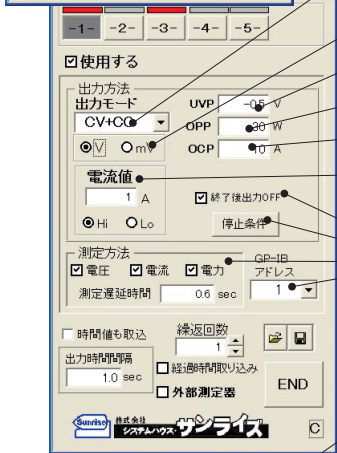 -1- -2- -3- -4- -5-
使用する
出力方法
出力モード
CV+CC
V mV
UVP -0.5 V
OPP 30 W
OCP 10 A
電流値
1 A
Hi Lo
終了後出力OFF
停止条件
測定方法
電圧 電流 電力
測定遅延時間 0.6 sec
GP-IB
アドレス
1
時間値も取込
繰返回数
1
出力時間間隔
1.0 sec
経過時間取り込み
外部測定器
END
Sunrise 株式会社 システムハウス・サンライズ
C